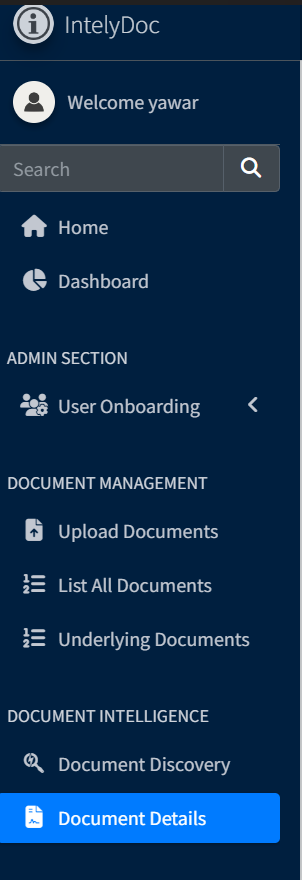 IntelyDoc
Welcome yawar
Search
Home
Dashboard
ADMIN SECTION
User Onboarding
DOCUMENT MANAGEMENT
Upload Documents
List All Documents
Underlying Documents
DOCUMENT INTELLIGENCE
Document Discovery
Document Details